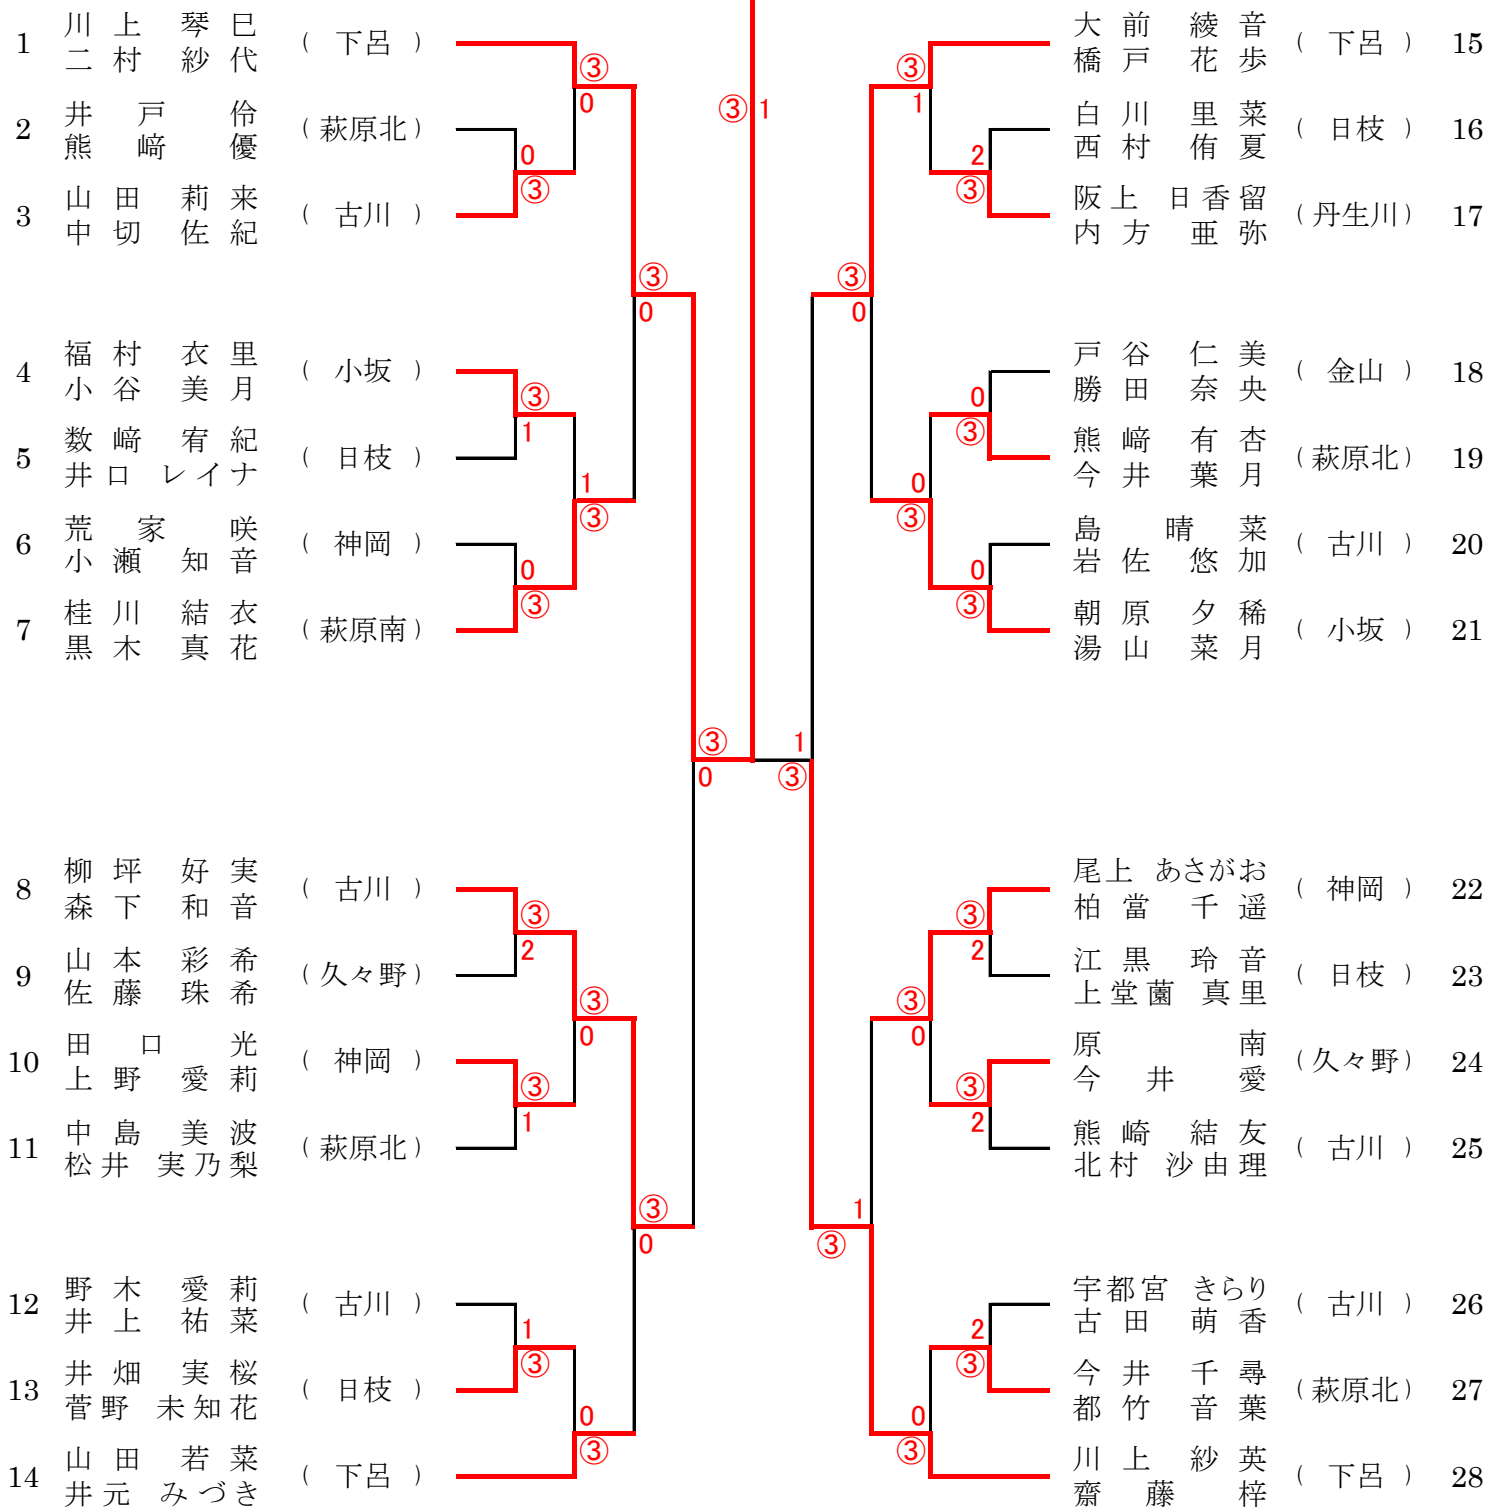 1 川上 琴巳 (下呂)
二村 紗代
2 井戸 伶 (萩原北)
熊﨑 優
3 山田 莉来 (古川)
中切 佐紀
4 福村 衣里 (小坂)
小谷 美月
5 数﨑 宥紀 (日枝)
井口 レイナ
6 荒家 咲 (神岡)
小瀬 知音
7 桂川 結衣 (萩原南)
黒木 真花
8 柳坪 好実 (古川)
森下 和音
9 山本 彩希 (久々野)
佐藤 珠希
10 田口 光 (神岡)
上野 愛莉
11 中島 美波 (萩原北)
松井 実乃梨
12 野木 愛莉 (古川)
井上 祐菜
13 井畑 実桜 (日枝)
菅野 未知花
14 山田 若菜 (下呂)
井元 みづき
③
0
0
③
③
0
③
1
1
③
0
③
③
0
③
2
③
0
③
1
③
0
1
③
0
③
③ 1
1
③
③
1
2
③
③
0
0
③
0
③
0
③
③
2
③
0
③
2
1
③
2
③
0
③
大前 綾音 (下呂) 15
橋戸 花歩
白川 里菜 (日枝) 16
西村 侑夏
阪上 日香留 (丹生川) 17
内方 亜弥
戸谷 仁美 (金山) 18
勝田 奈央
熊﨑 有杏 (萩原北) 19
今井 葉月
島 晴菜 (古川) 20
岩佐 悠加
朝原 夕稀 (小坂) 21
湯山 菜月
尾上 あさがお (神岡) 22
柏當 千遥
江黒 玲音 (日枝) 23
上堂薗 真里
原 南 (久々野) 24
今井 愛
熊崎 結友 (古川) 25
北村 沙由理
宇都宮 きらり (古川) 26
古田 萌香
今井 千尋 (萩原北) 27
都竹 音葉
川上 紗英 (下呂) 28
齋藤 梓